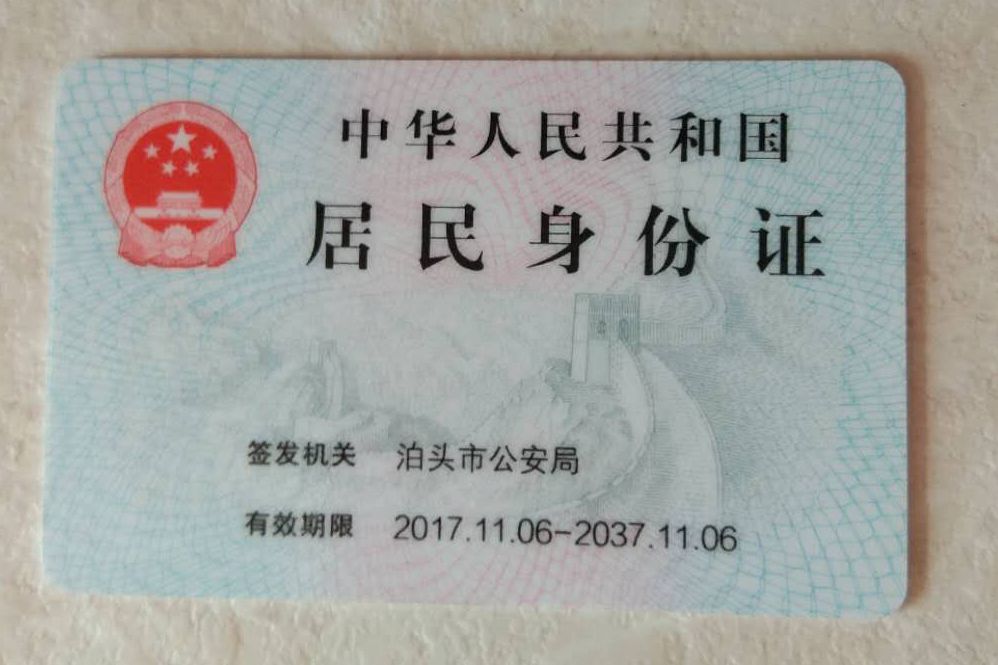 中华人民共和国
居民身份证
签发机关 泊头市公安局
有效期限 2017.11.06-2037.11.06